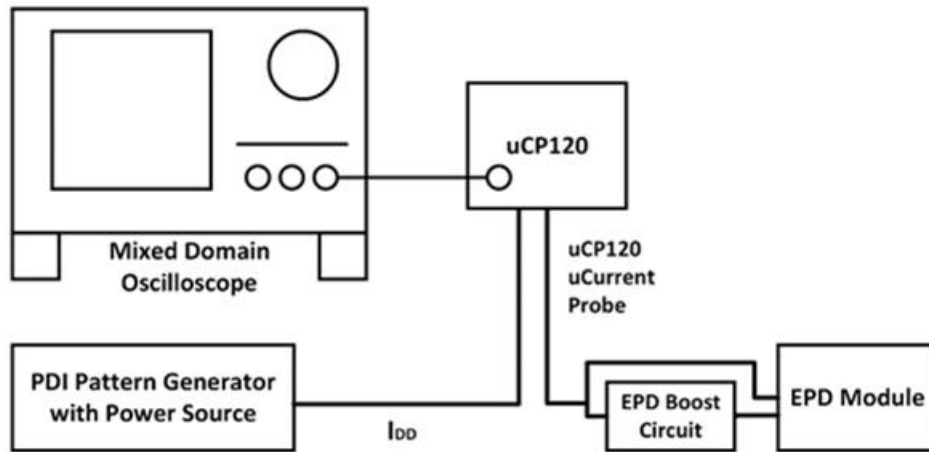 uCP120
Mixed Domain
Oscilloscope
uCP120
uCurrent
Probe
PDI Pattern Generator
with Power Source
IDD
EPD Boost
Circuit
EPD Module